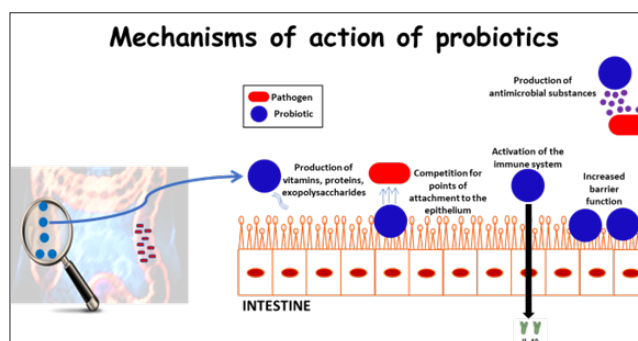 Mechanisms of action of probiotics
Production of
antimicrobial substances
Pathogen
Probiotic
Activation of the
immune system
Production of
vitamins, proteins,
exopolysaccharides
Competition for
points of
attachment to the
epithelium
Increased
barrier
function
INTESTINE